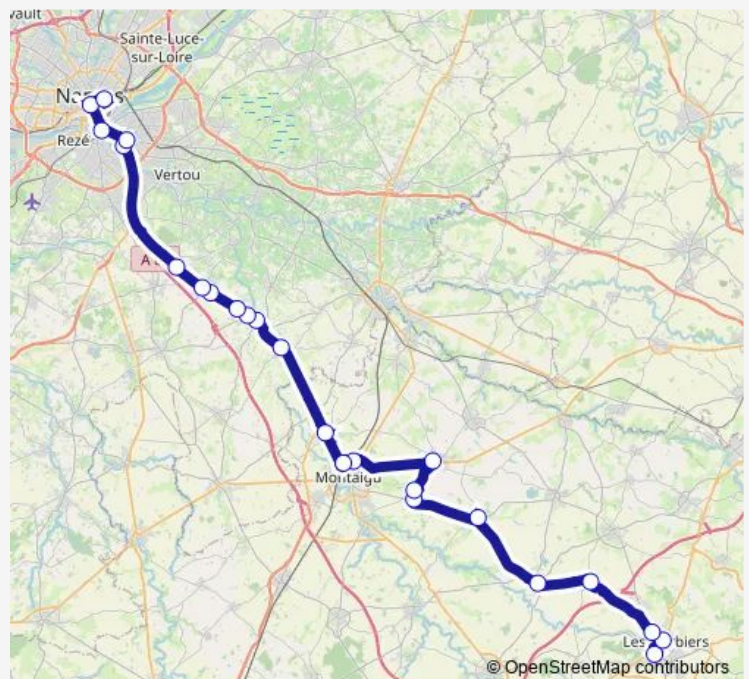 Sainte-Luce-
sur-Loire
Rezé
Vertou
A
Montaigu
© OpenStreetMap contributors